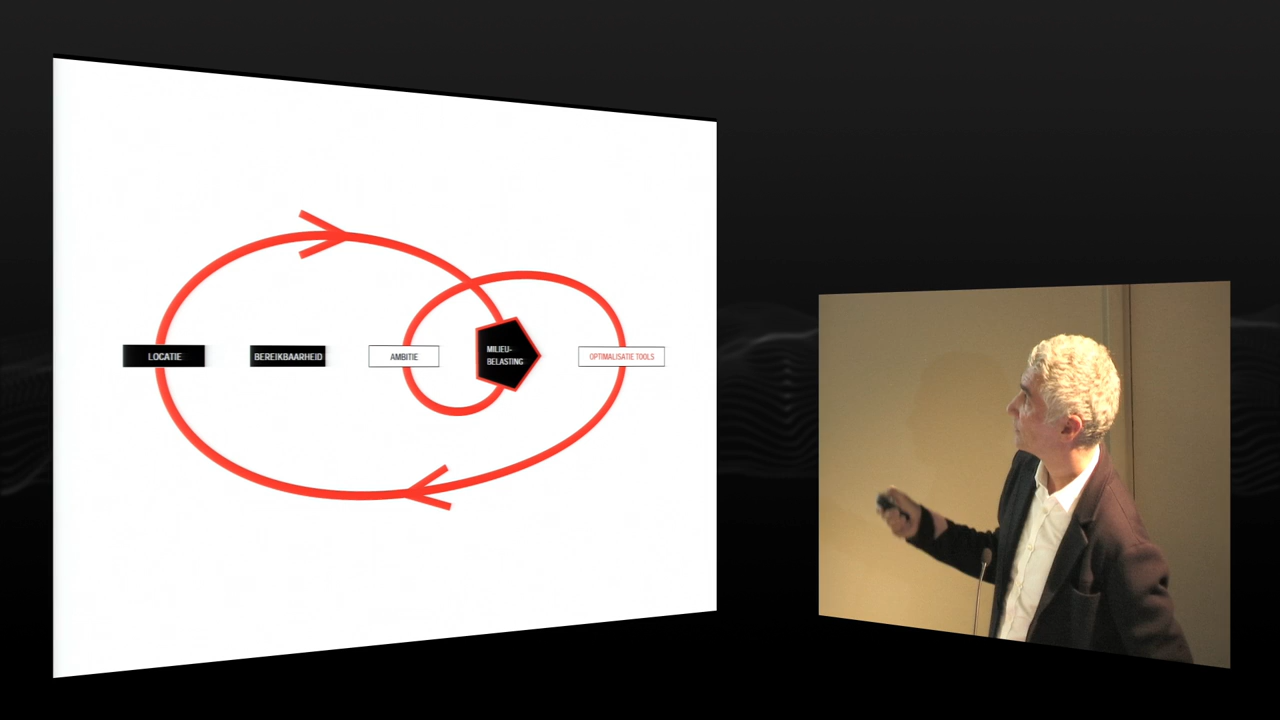 LOCATIE
BEREIKBAARHEID
AMBITIE
MILIEU-
BELASTING
OPTIMALISATIE TOOLS